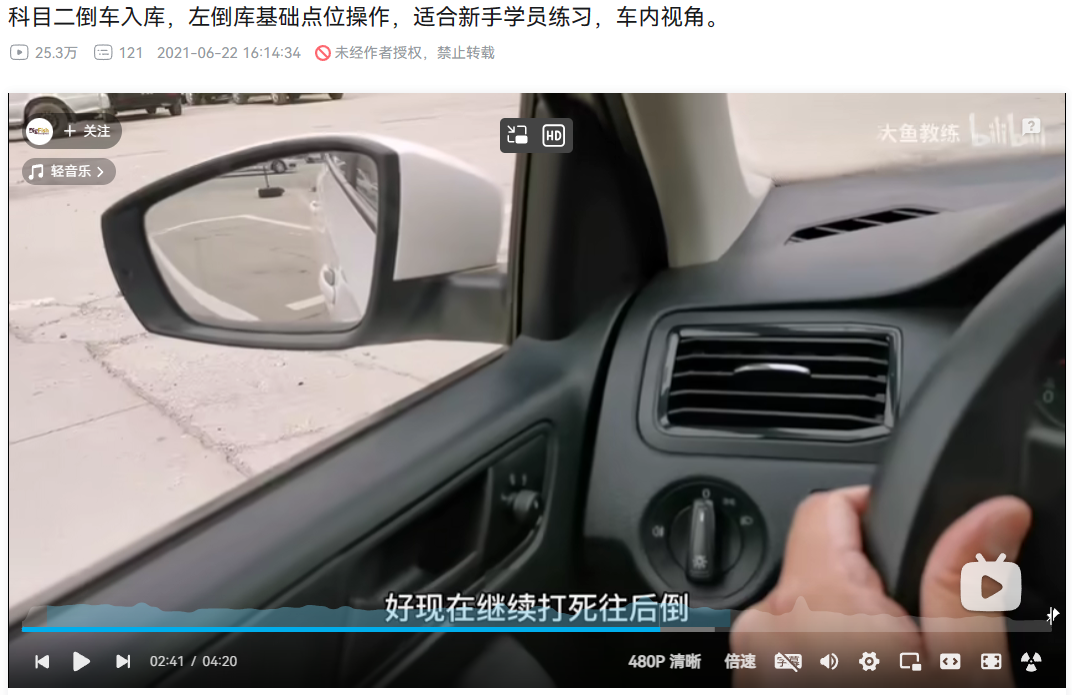 科目二倒车入库，左倒库基础点位操作，适合新手学员练习，车内视角。
25.3万 121 2021-06-22 16:14:34 未经作者授权，禁止转载
+ 关注
HD
大鱼教练 bilibili
?
轻音乐
0
好现在继续打死往后倒
02:41 / 04:20 480P 清晰 倍速